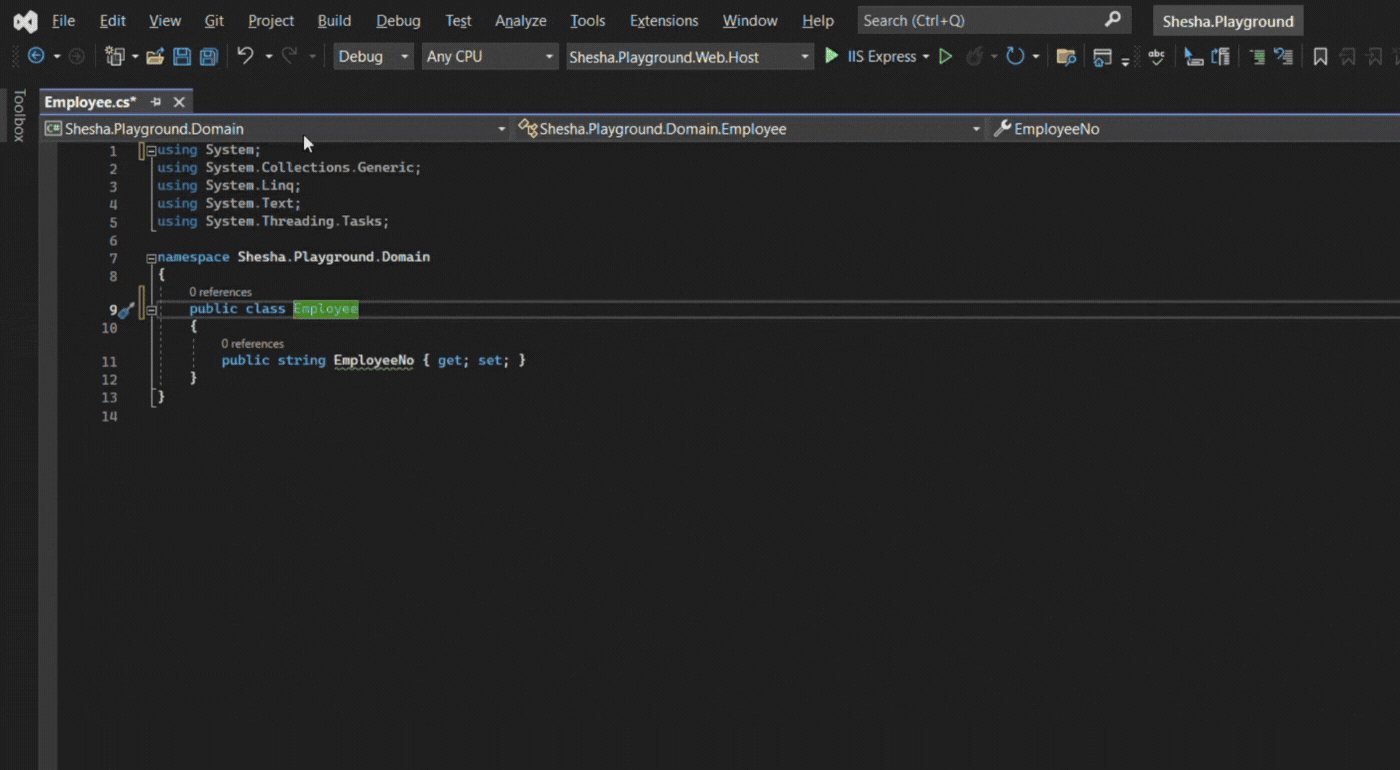 File Edit View Git Project Build Debug Test Analyze Tools Extensions Window Help Search (Ctrl+Q) Shesha.Playground
Debug Any CPU Shesha.Playground.Web.Host IIS Express abc
Toolbox
Employee.cs*
C# Shesha.Playground.Domain Shesha.Playground.Domain.Employee EmployeeNo
1 using System;
2 using System.Collections.Generic;
3 using System.Linq;
4 using System.Text;
5 using System.Threading.Tasks;
6
7 namespace Shesha.Playground.Domain
8 {
0 references
9 public class Employee
10 {
0 references
11 public string EmployeeNo { get; set; }
12 }
13 }
14